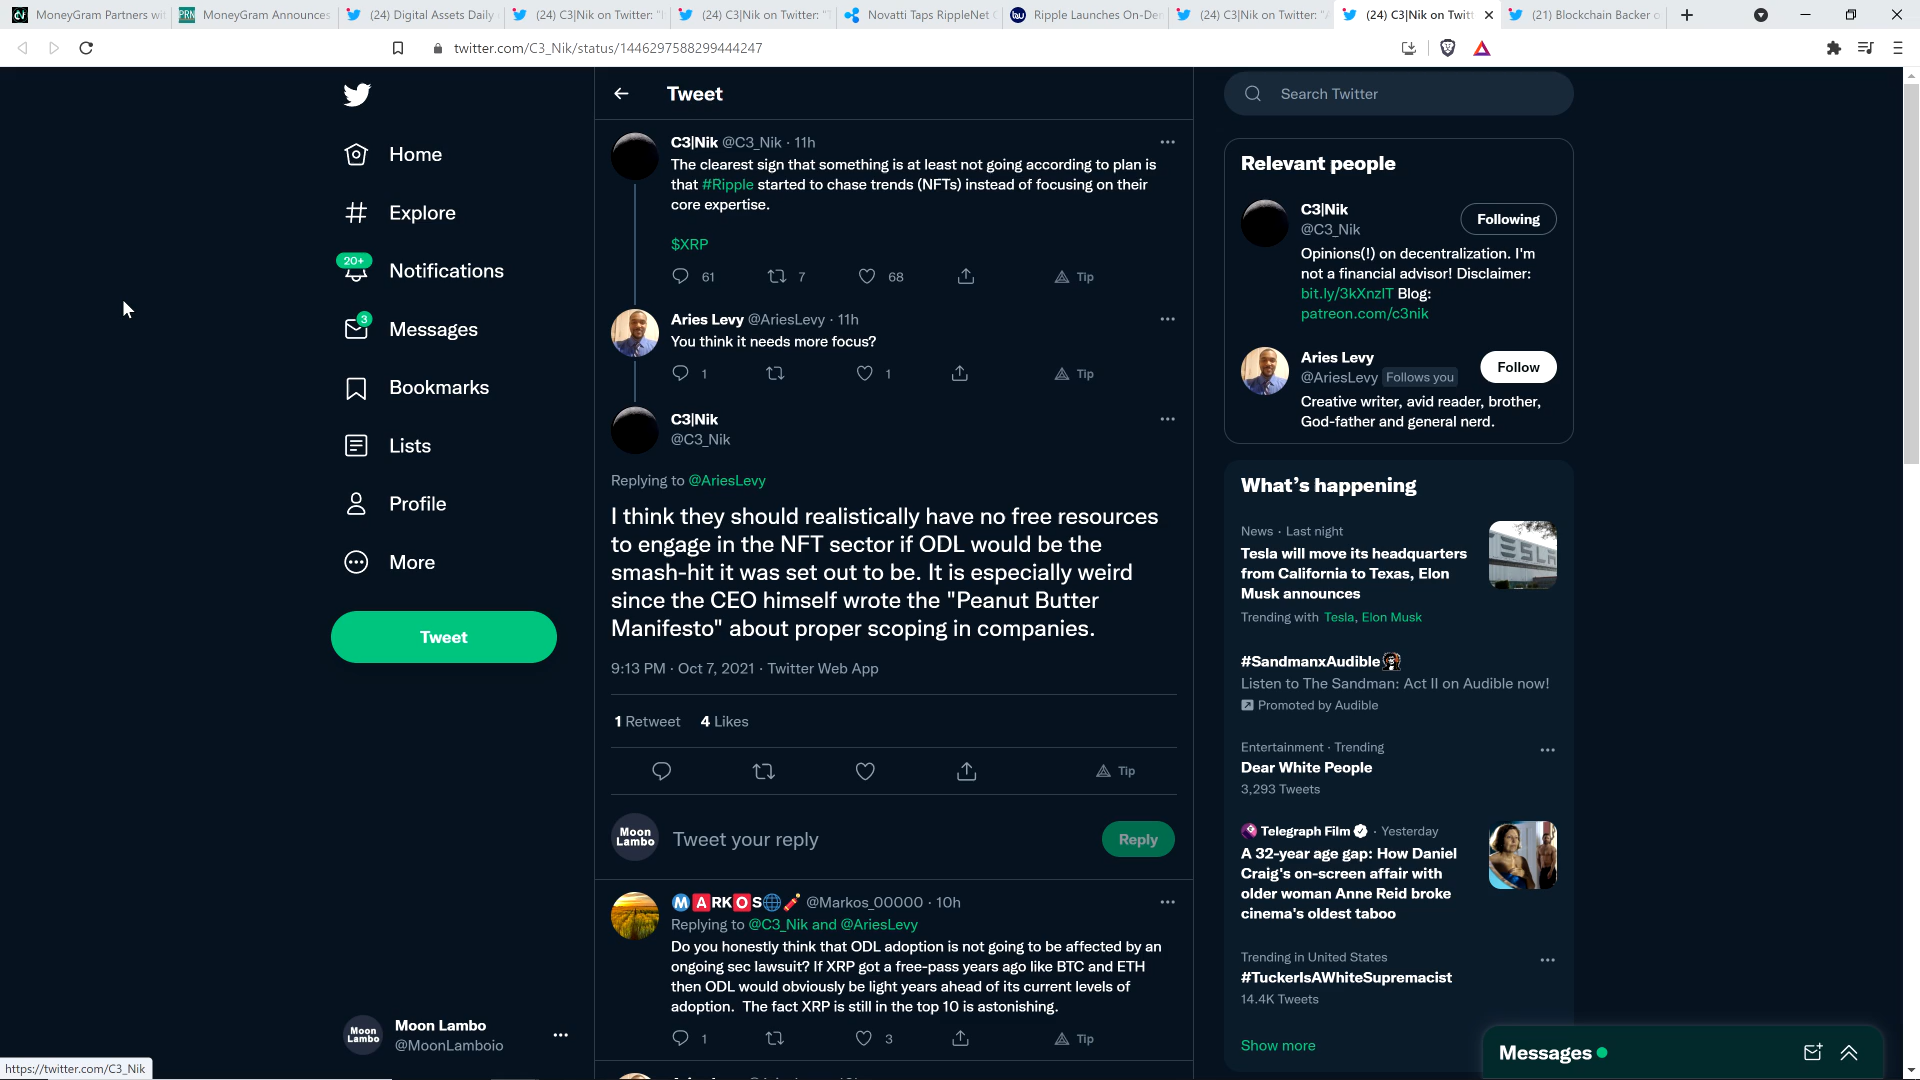 MoneyGram Partners wit
MoneyGram Announces
(24) Digital Assets Daily
(24) C3|Nik on Twitter: "
(24) C3|Nik on Twitter: "
Novatti Taps RippleNet
Ripple Launches On-De
(24) C3|Nik on Twitter: "
(24) C3|Nik on Twitt
(21) Blockchain Backer o
twitter.com/C3_Nik/status/1446297588299444247
Home
Explore
20+
Notifications
3
Messages
Bookmarks
Lists
Profile
More
Tweet
Moon Lambo
Moon Lambo
@MoonLamboio
https://twitter.com/C3_Nik
Tweet
C3|Nik @C3_Nik · 11h
The clearest sign that something is at least not going according to plan is
that #Ripple started to chase trends (NFTs) instead of focusing on their
core expertise.
$XRP
61 7 68 Tip
Aries Levy @AriesLevy · 11h
You think it needs more focus?
1 1 Tip
C3|Nik
@C3_Nik
Replying to @AriesLevy
I think they should realistically have no free resources
to engage in the NFT sector if ODL would be the
smash-hit it was set out to be. It is especially weird
since the CEO himself wrote the "Peanut Butter
Manifesto" about proper scoping in companies.
9:13 PM · Oct 7, 2021 · Twitter Web App
1 Retweet 4 Likes
Tip
Moon Lambo
Tweet your reply
Reply
MARKOS @Markos_00000 · 10h
Replying to @C3_Nik and @AriesLevy
Do you honestly think that ODL adoption is not going to be affected by an
ongoing sec lawsuit? If XRP got a free-pass years ago like BTC and ETH
then ODL would obviously be light years ahead of its current levels of
adoption. The fact XRP is still in the top 10 is astonishing.
1 3 Tip
Search Twitter
Relevant people
C3|Nik
@C3_Nik
Following
Opinions(!) on decentralization. I'm
not a financial advisor! Disclaimer:
bit.ly/3kXnzIT Blog:
patreon.com/c3nik
Aries Levy
@AriesLevy Follows you
Follow
Creative writer, avid reader, brother,
God-father and general nerd.
What's happening
News · Last night
Tesla will move its headquarters
from California to Texas, Elon
Musk announces
Trending with Tesla, Elon Musk
#SandmanxAudible
Listen to The Sandman: Act II on Audible now!
Promoted by Audible
Entertainment · Trending
Dear White People
3,293 Tweets
Telegraph Film · Yesterday
A 32-year age gap: How Daniel
Craig's on-screen affair with
older woman Anne Reid broke
cinema's oldest taboo
Trending in United States
#TuckerIsAWhiteSupremacist
14.4K Tweets
Show more
Messages